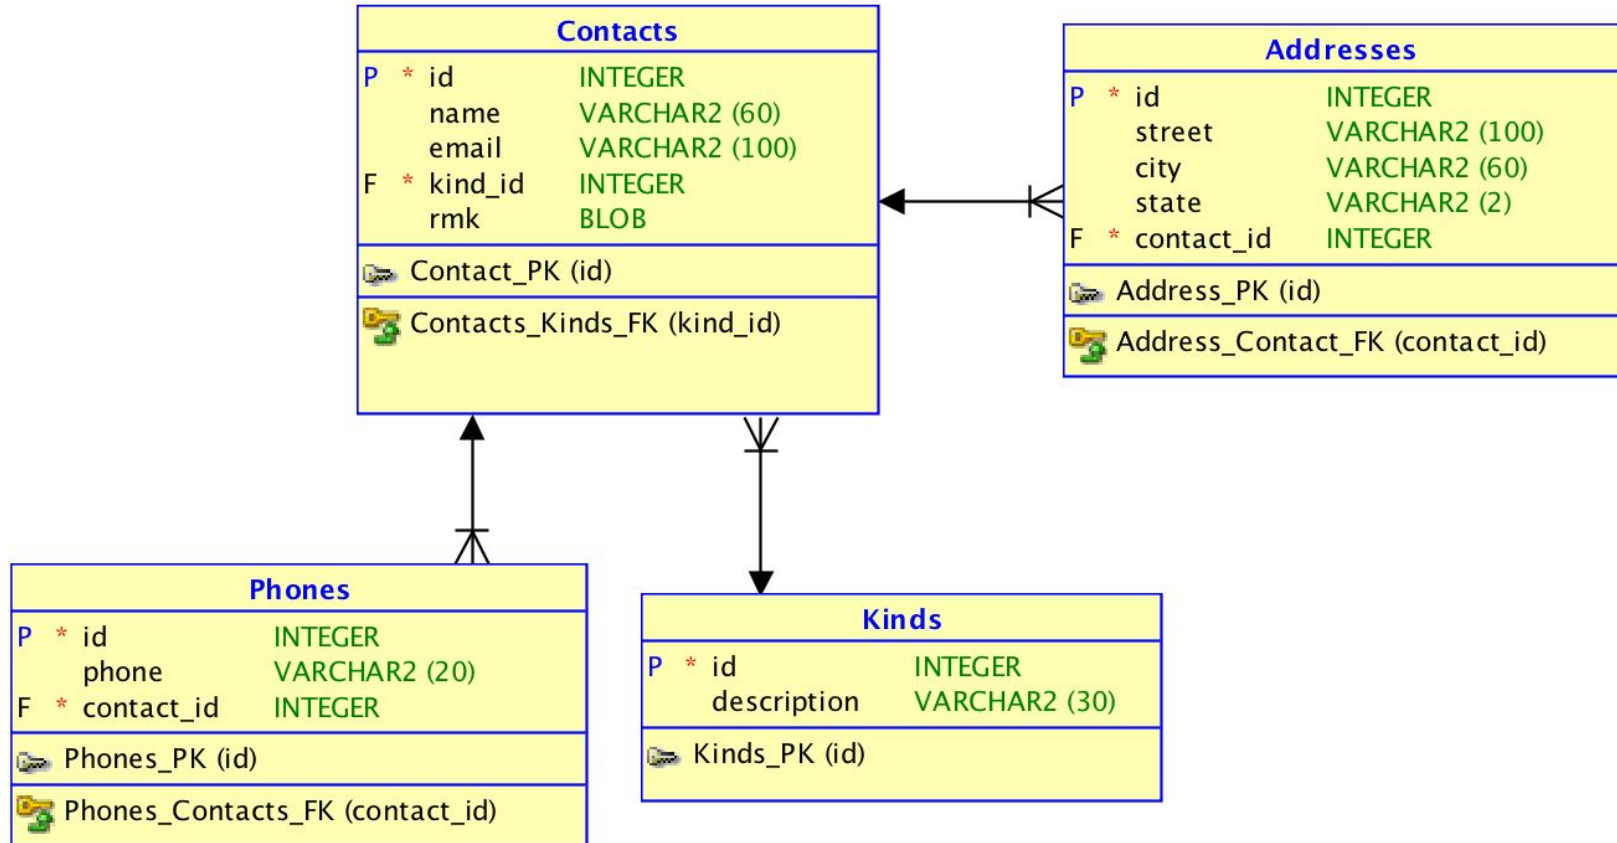 Contacts
P * id INTEGER
name VARCHAR2 (60)
email VARCHAR2 (100)
F * kind_id INTEGER
rmk BLOB
Contact_PK (id)
Contacts_Kinds_FK (kind_id)
Addresses
P * id INTEGER
street VARCHAR2 (100)
city VARCHAR2 (60)
state VARCHAR2 (2)
F * contact_id INTEGER
Address_PK (id)
Address_Contact_FK (contact_id)
Phones
P * id INTEGER
phone VARCHAR2 (20)
F * contact_id INTEGER
Phones_PK (id)
Phones_Contacts_FK (contact_id)
Kinds
P * id INTEGER
description VARCHAR2 (30)
Kinds_PK (id)